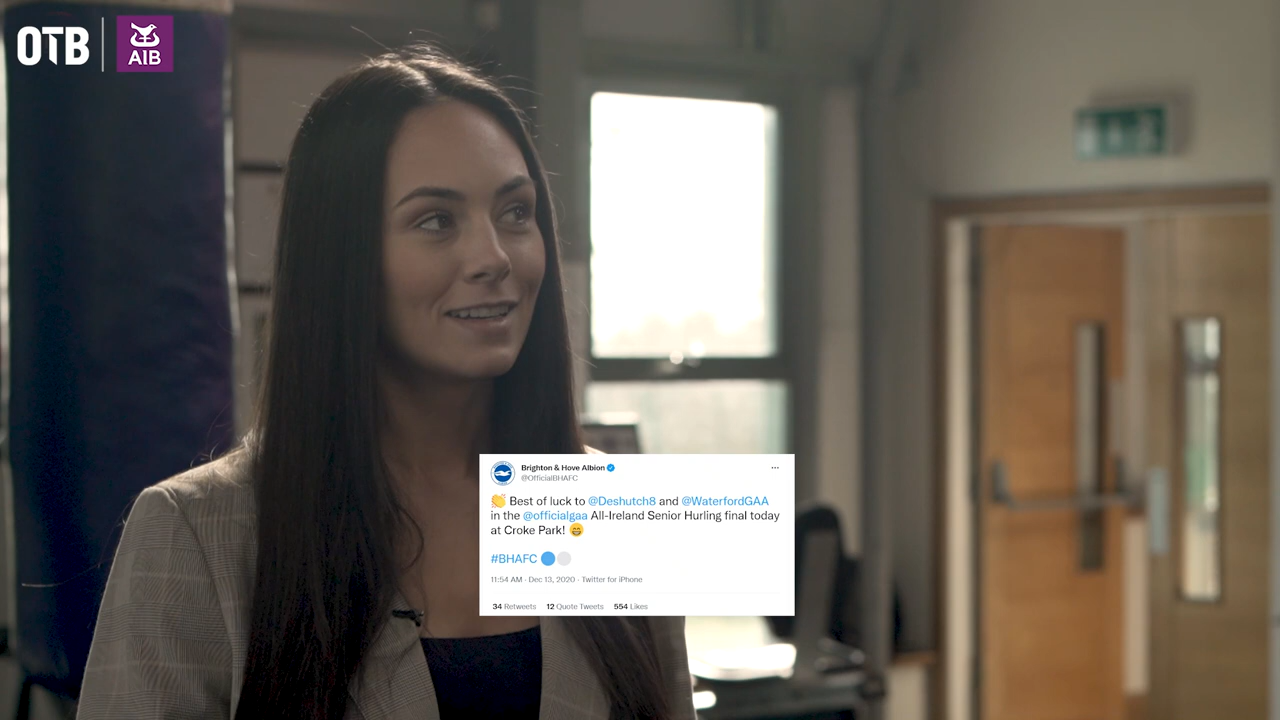 OTB
AIB
Brighton & Hove Albion
@OfficialBHAFC
👏 Best of luck to @Deshutch8 and @WaterfordGAA
in the @officialgaa All-Ireland Senior Hurling final today
at Croke Park! 😁
#BHAFC 🔵⚪
11:54 AM · Dec 13, 2020 · Twitter for iPhone
34 Retweets 12 Quote Tweets 554 Likes